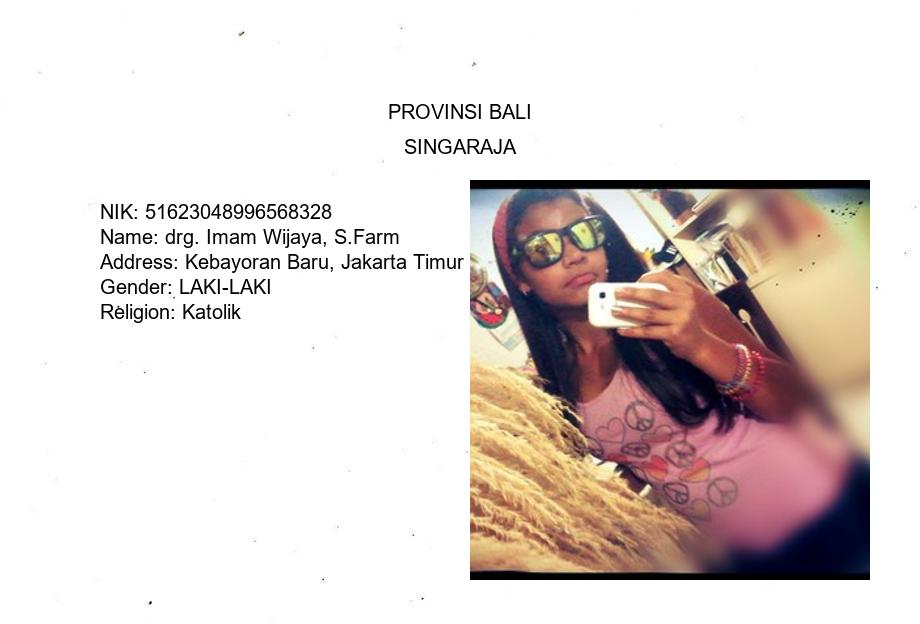 PROVINSI BALI
SINGARAJA
NIK: 51623048996568328
Name: drg. Imam Wijaya, S.Farm
Address: Kebayoran Baru, Jakarta Timur
Gender: LAKI-LAKI
Religion: Katolik